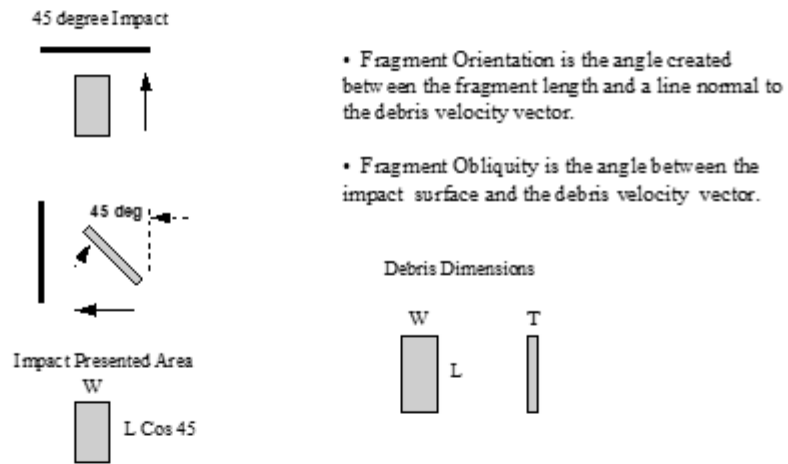 45 degree Impact
• Fragment Orientation is the angle created
between the fragment length and a line normal to
the debris velocity vector.
• Fragment Obliquity is the angle between the
impact surface and the debris velocity vector.
45 deg
Debris Dimensions
W T
L
Impact Presented Area
W
L Cos 45